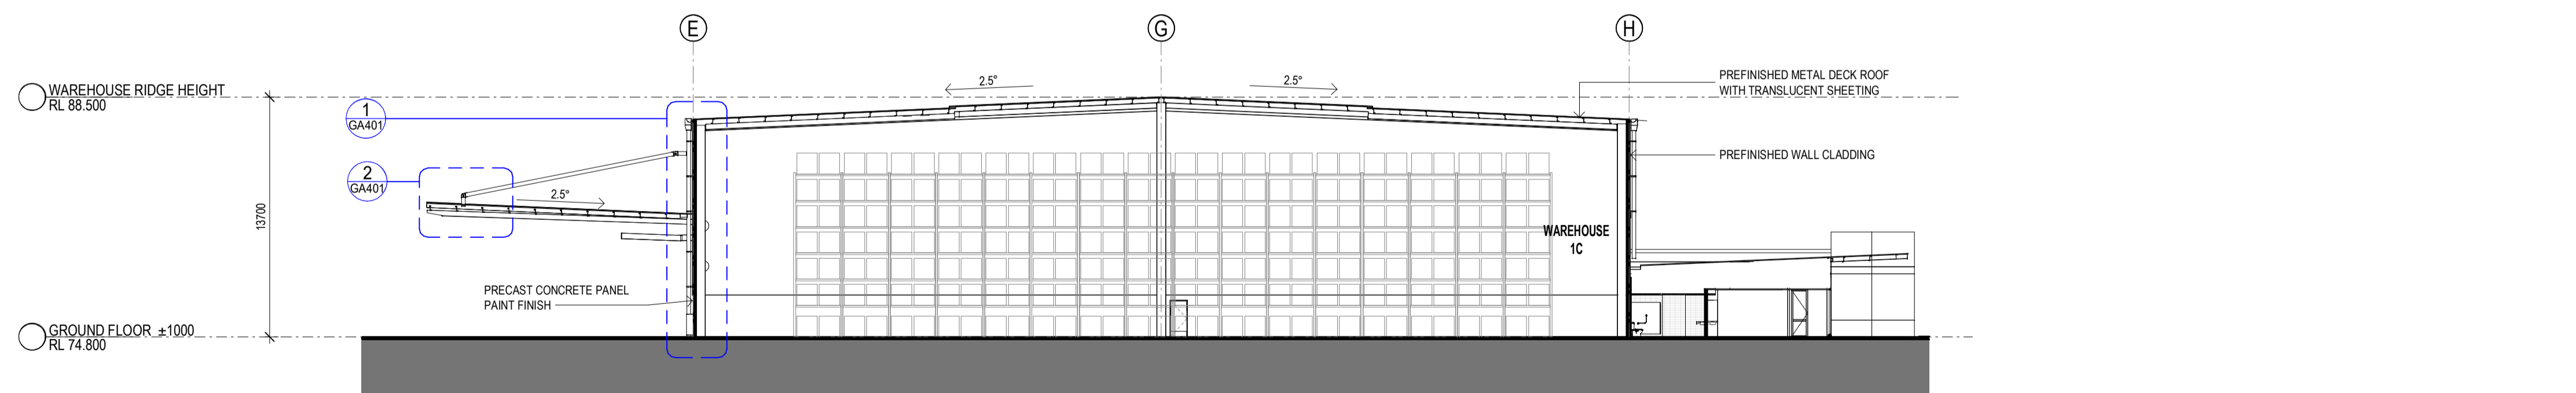 E
G
H
WAREHOUSE RIDGE HEIGHT
RL 88.500
1
GA401
2
GA401
2.5°
2.5°
2.5°
PREFINISHED METAL DECK ROOF
WITH TRANSLUCENT SHEETING
PREFINISHED WALL CLADDING
13700
WAREHOUSE
1C
PRECAST CONCRETE PANEL
PAINT FINISH
GROUND FLOOR ±1000
RL 74.800